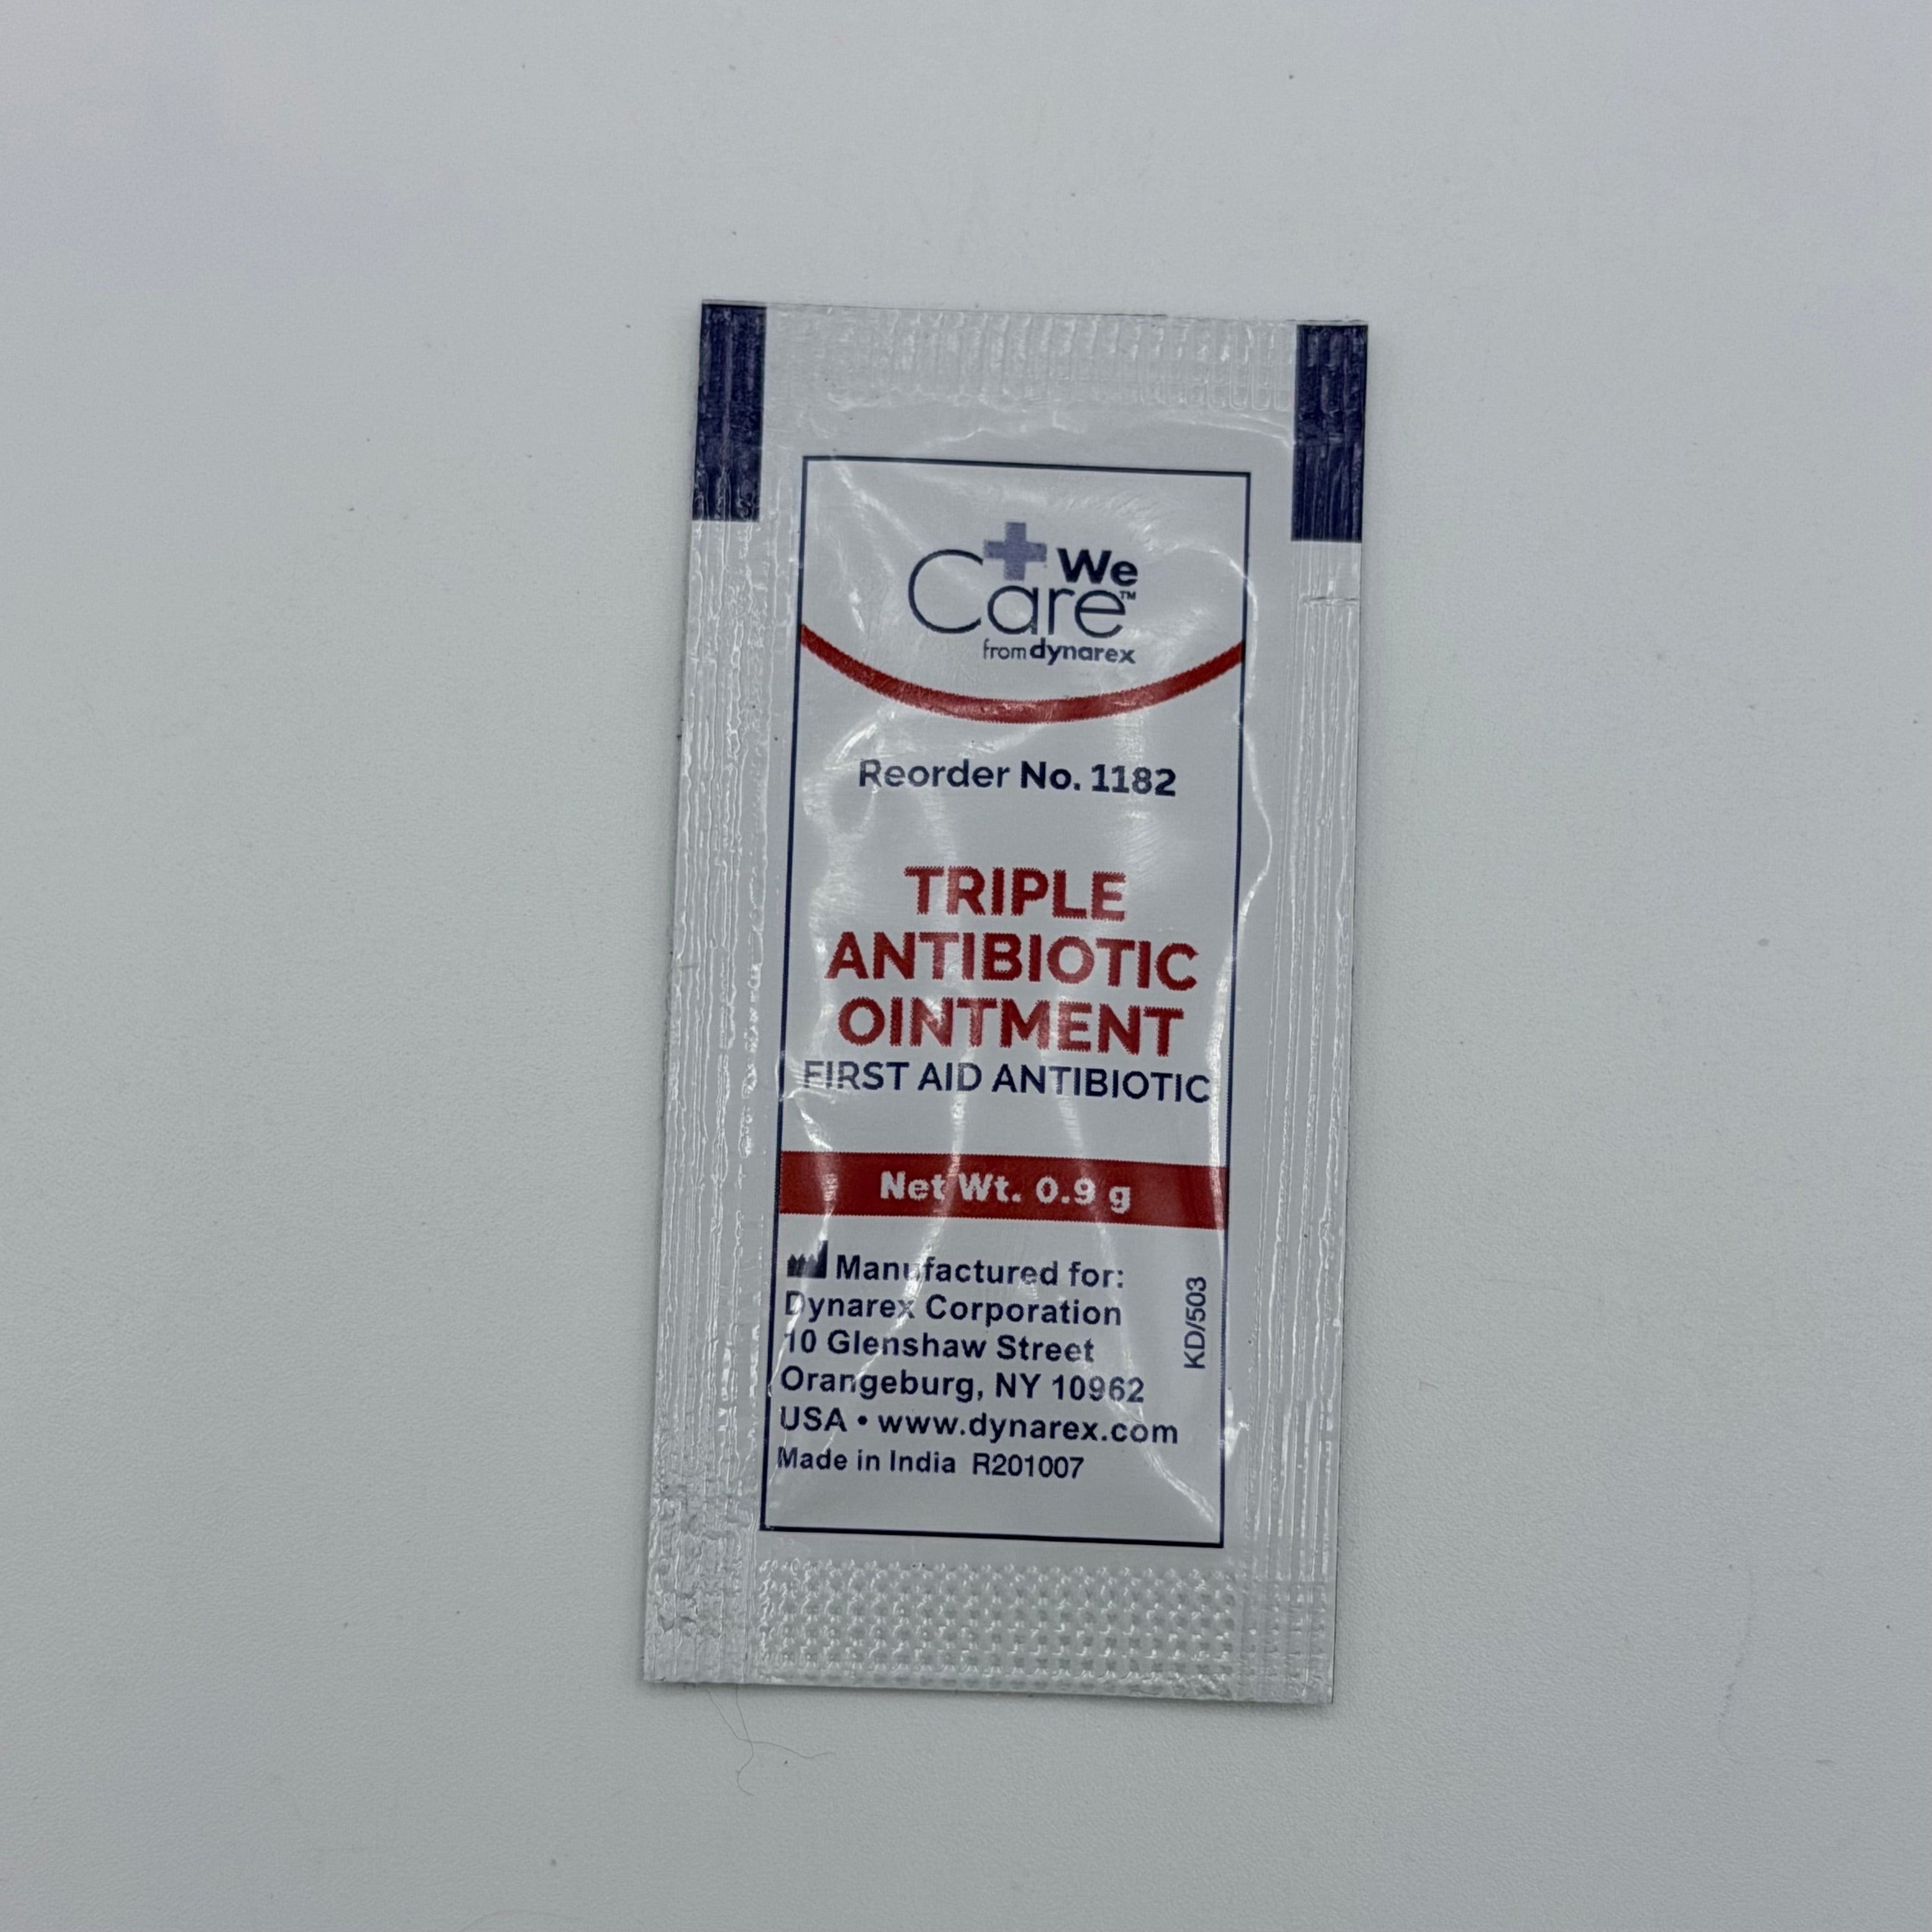 We
Care™
from dynarex
Reorder No. 1182
TRIPLE
ANTIBIOTIC
OINTMENT
FIRST AID ANTIBIOTIC
Net Wt. 0.9 g
Manufactured for:
Dynarex Corporation
10 Glenshaw Street
Orangeburg, NY 10962
USA • www.dynarex.com
Made in India R201007
KD/503